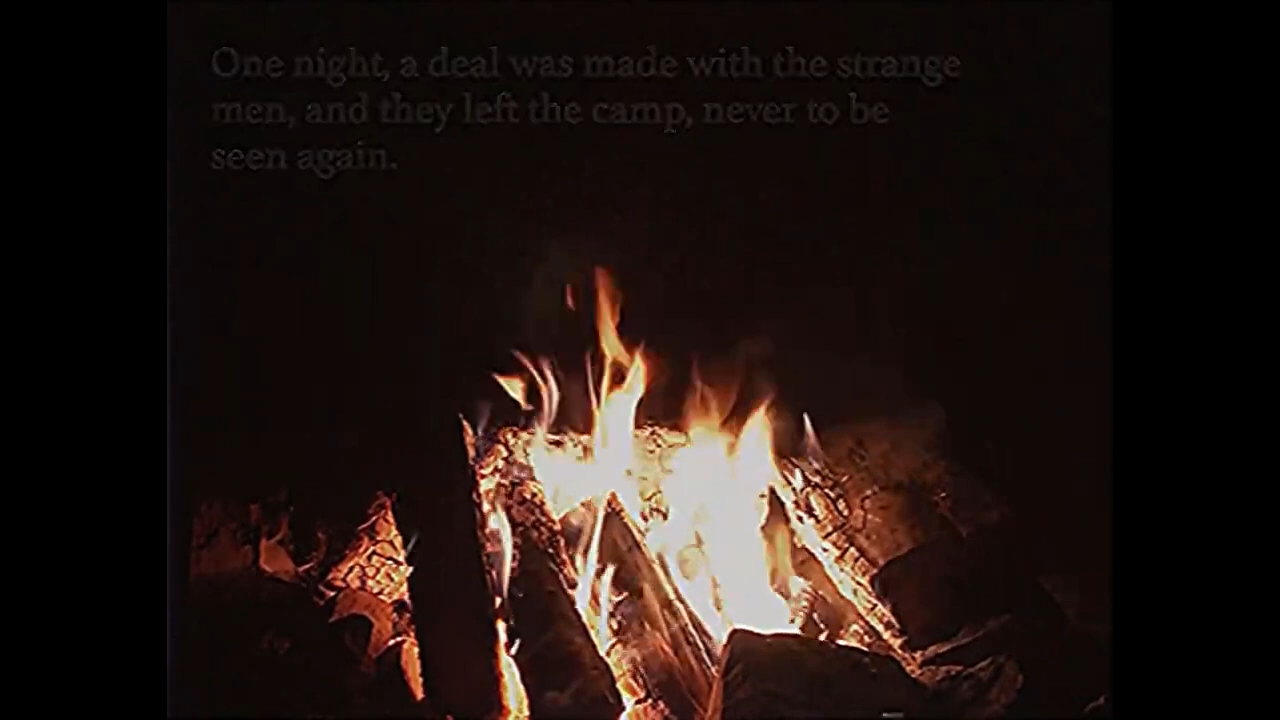 One night, a deal was made with the strange
men, and they left the camp, never to be
seen again.